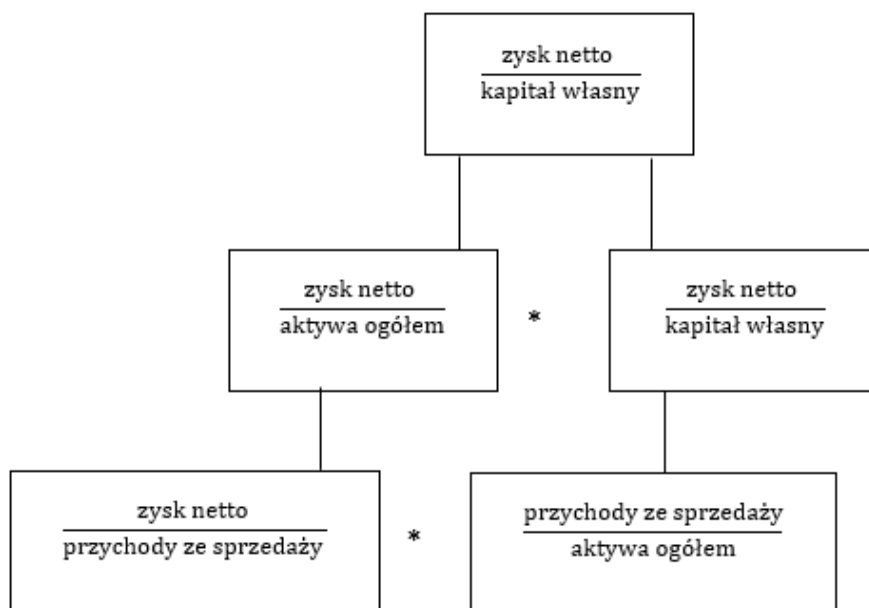 zysk netto
kapitał własny
zysk netto
aktywa ogółem
*
zysk netto
kapitał własny
zysk netto
przychody ze sprzedaży
*
przychody ze sprzedaży
aktywa ogółem